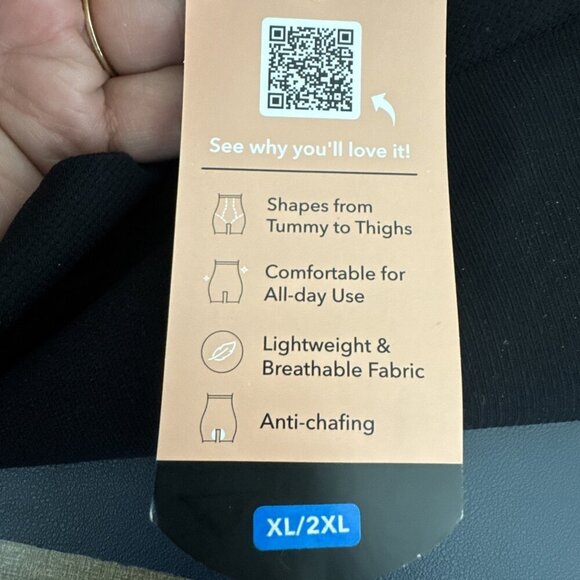 See why you'll love it!
Shapes from
Tummy to Thighs
Comfortable for
All-day Use
Lightweight &
Breathable Fabric
Anti-chafing
XL/2XL